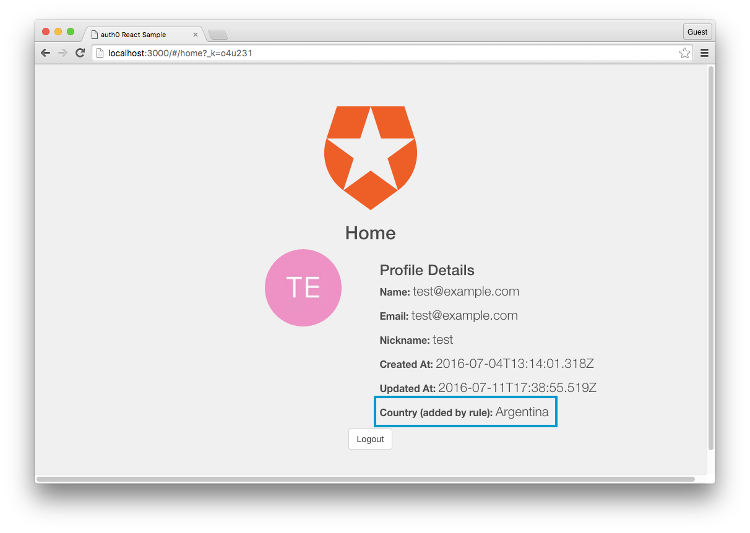 auth0 React Sample
Guest
localhost:3000/#/home?_k=o4u231
Home
TE
Profile Details
Name: test@example.com
Email: test@example.com
Nickname: test
Created At: 2016-07-04T13:14:01.318Z
Updated At: 2016-07-11T17:38:55.519Z
Country (added by rule): Argentina
Logout